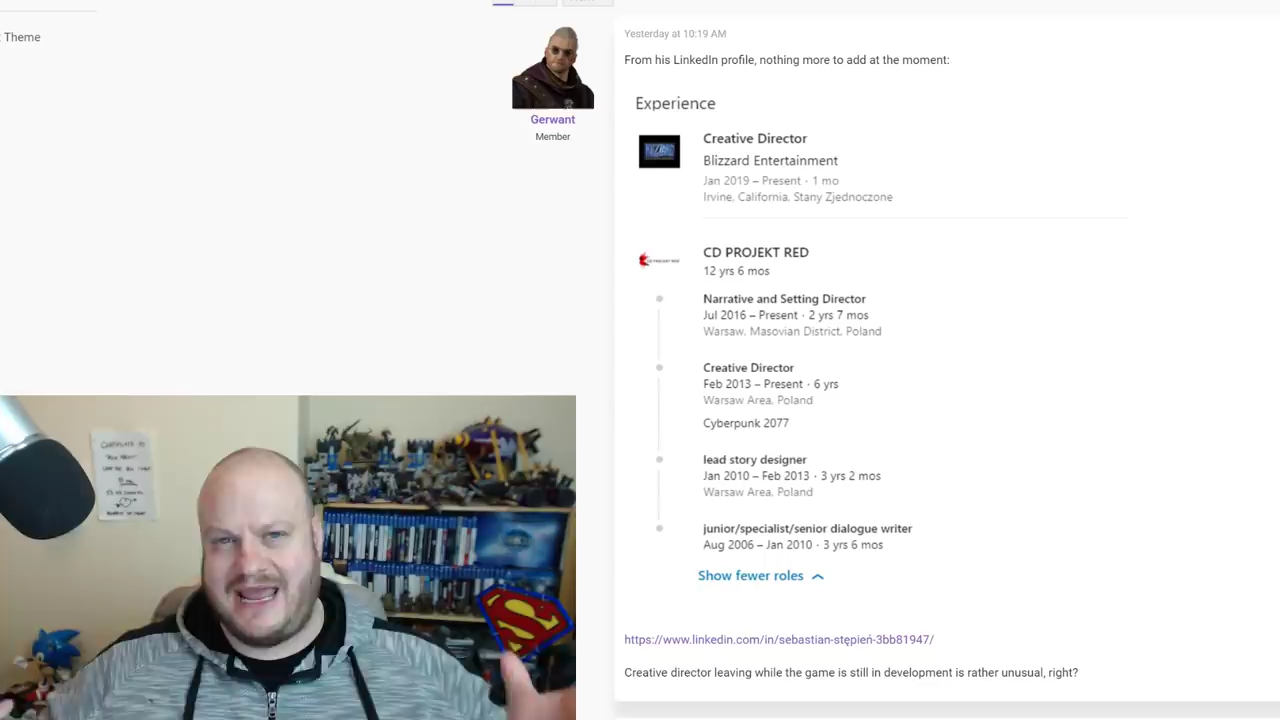 Theme
Gerwant
Member
Yesterday at 10:19 AM
From his LinkedIn profile, nothing more to add at the moment:
Experience
Creative Director
Blizzard Entertainment
Jan 2019 – Present · 1 mo
Irvine, California, Stany Zjednoczone
CD PROJEKT RED
12 yrs 6 mos
CD PROJEKT RED
Narrative and Setting Director
Jul 2016 – Present · 2 yrs 7 mos
Warsaw, Masovian District, Poland
Creative Director
Feb 2013 – Present · 6 yrs
Warsaw Area, Poland
Cyberpunk 2077
lead story designer
Jan 2010 – Feb 2013 · 3 yrs 2 mos
Warsaw Area, Poland
junior/specialist/senior dialogue writer
Aug 2006 – Jan 2010 · 3 yrs 6 mos
Show fewer roles
https://www.linkedin.com/in/sebastian-stępień-3bb81947/
Creative director leaving while the game is still in development is rather unusual, right?